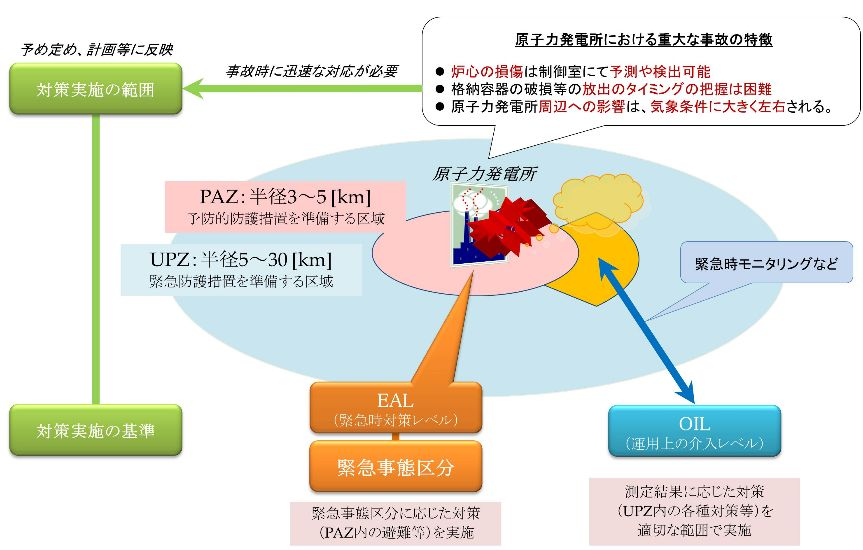 原子力発電所における重大な事故の特徴
● 炉心の損傷は制御室にて予測や検出可能
● 格納容器の破損等の放出のタイミングの把握は困難
● 原子力発電所周辺への影響は、気象条件に大きく左右される。
予め定め、計画等に反映
対策実施の範囲
事故時に迅速な対応が必要
原子力発電所
PAZ：半径3～5 [km]
予防的防護措置を準備する区域
UPZ：半径5～30 [km]
緊急防護措置を準備する区域
緊急時モニタリングなど
対策実施の基準
EAL
（緊急時対策レベル）
緊急事態区分
緊急事態区分に応じた対策
（PAZ内の避難等）を実施
OIL
（運用上の介入レベル）
測定結果に応じた対策
（UPZ内の各種対策等）を
適切な範囲で実施